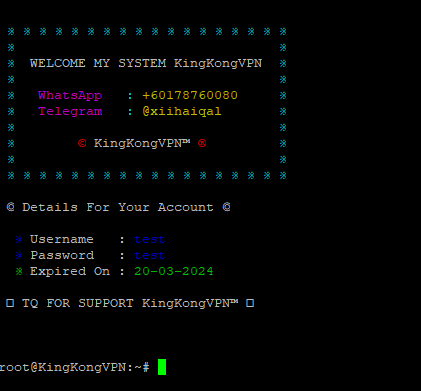 ※ ※ ※ ※ ※ ※ ※ ※ ※ ※ ※ ※ ※ ※ ※ ※ ※ ※
※ ※
※ WELCOME MY SYSTEM KingKongVPN ※
※ ※
※ WhatsApp : +60178760080 ※
※ Telegram : @xiihaiqal ※
※ ※
※ © KingKongVPN™ ® ※
※ ※
※ ※ ※ ※ ※ ※ ※ ※ ※ ※ ※ ※ ※ ※ ※ ※ ※ ※
© Details For Your Account ©
※ Username : test
※ Password : test
※ Expired On : 20-03-2024
□ TQ FOR SUPPORT KingKongVPN™ □
root@KingKongVPN:~#